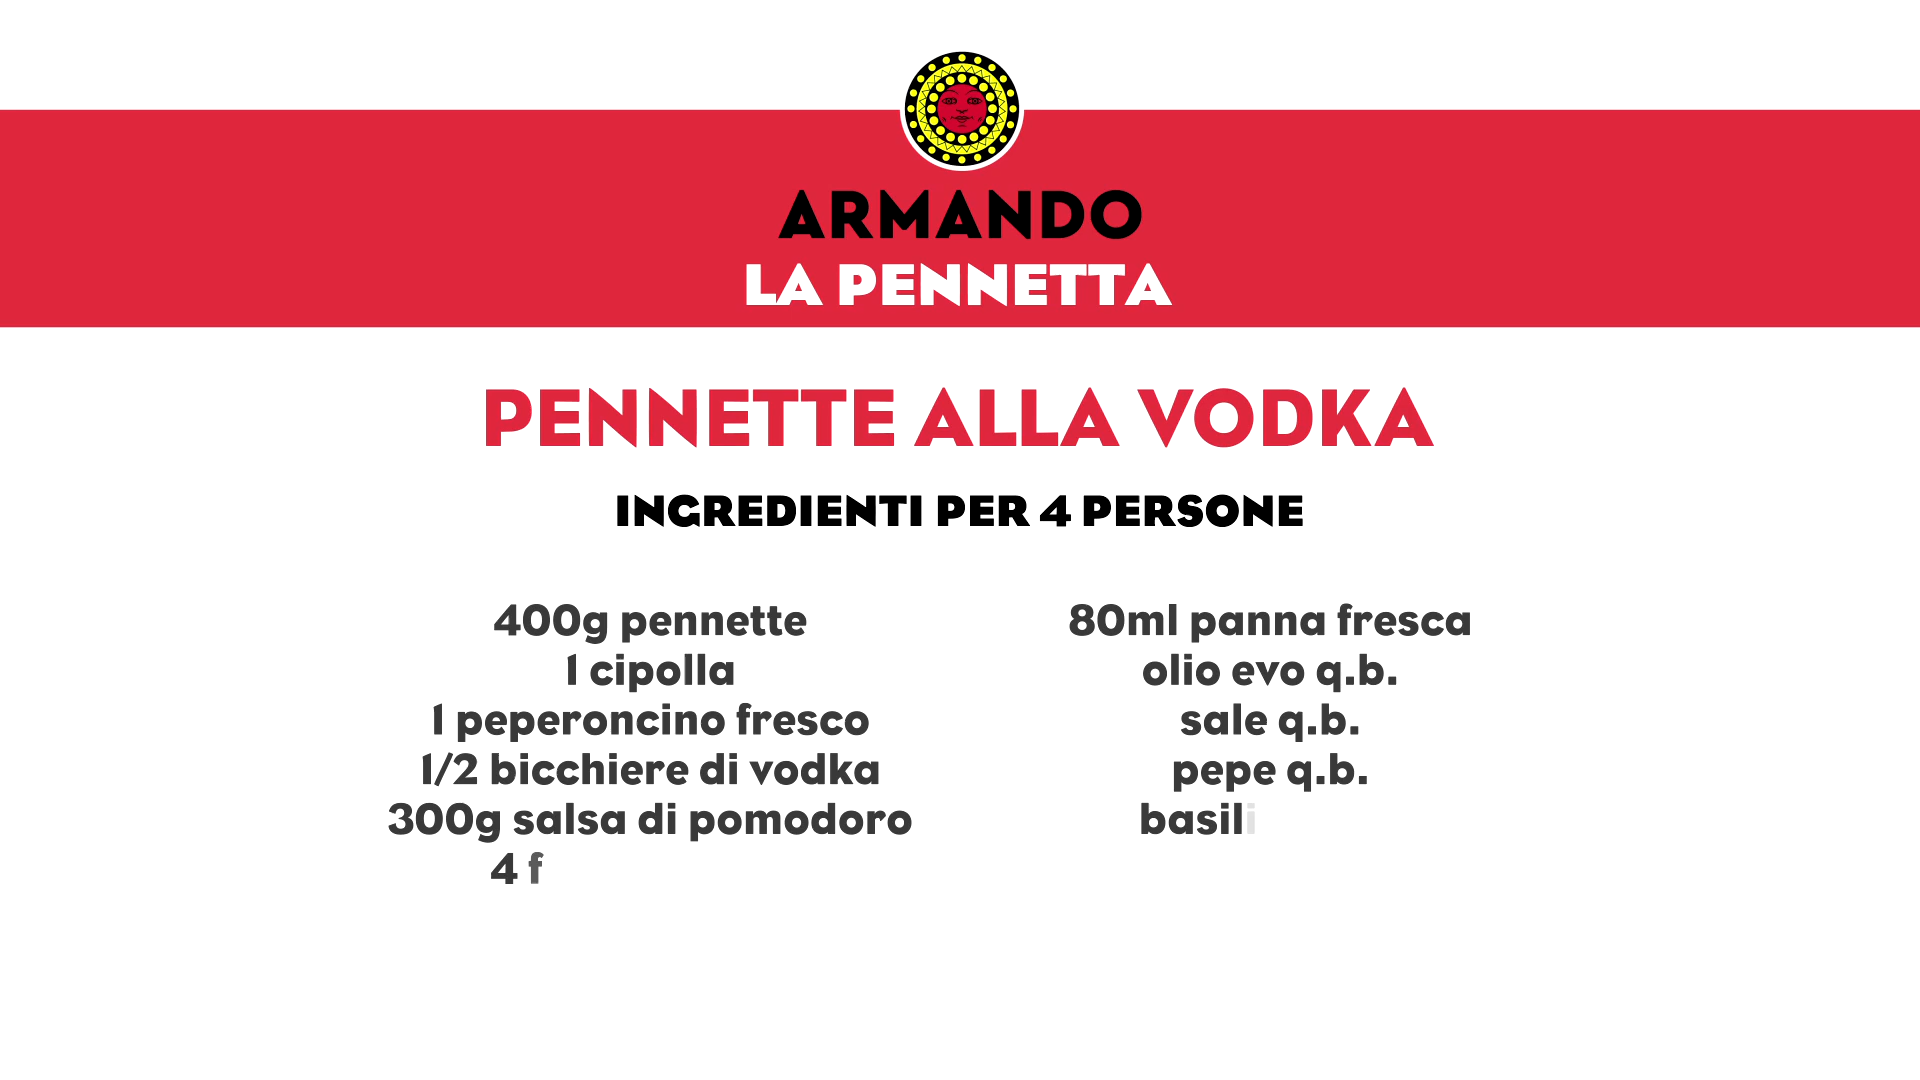 ARMANDO
LA PENNETTA
PENNETTE ALLA VODKA
INGREDIENTI PER 4 PERSONE
400g pennette
1 cipolla
1 peperoncino fresco
1/2 bicchiere di vodka
300g salsa di pomodoro
4 f
80ml panna fresca
olio evo q.b.
sale q.b.
pepe q.b.
basili